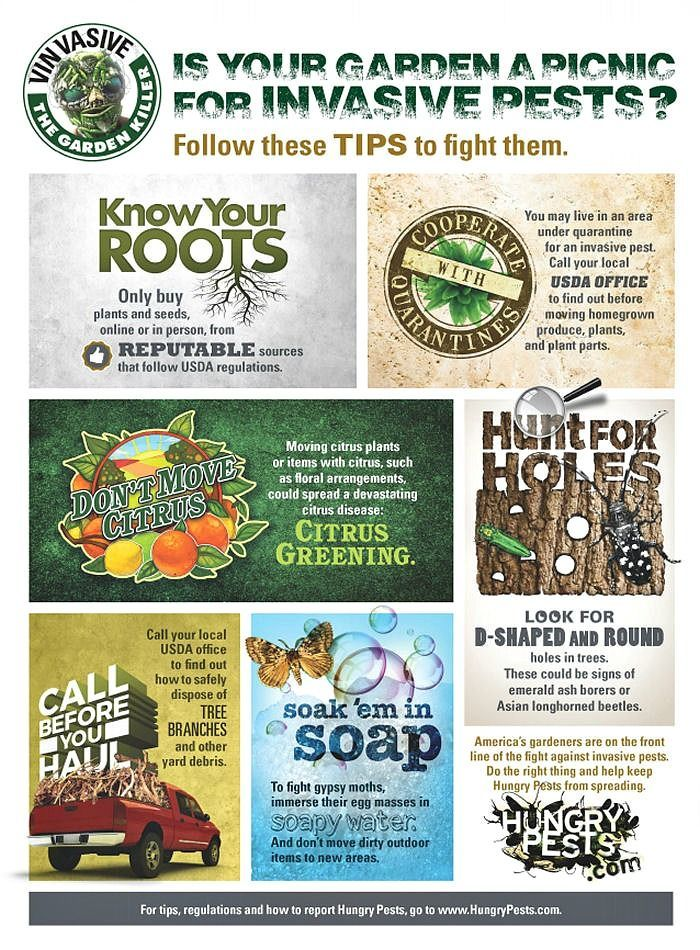 VIN VASIVE
THE GARDEN KILLER
IS YOUR GARDEN A PICNIC
FOR INVASIVE PESTS?
Follow these TIPS to fight them.
Know Your
ROOTS
Only buy
plants and seeds,
online or in person, from
REPUTABLE sources
that follow USDA regulations.
COOPERATE
WITH
QUARANTINES
You may live in an area
under quarantine
for an invasive pest.
Call your local
USDA OFFICE
to find out before
moving homegrown
produce, plants,
and plant parts.
DON'T MOVE
CITRUS
Moving citrus plants
or items with citrus, such
as floral arrangements,
could spread a devastating
citrus disease:
CITRUS
GREENING.
Hunt FOR
HOLES
LOOK FOR
D-SHAPED AND ROUND
holes in trees.
These could be signs of
emerald ash borers or
Asian longhorned beetles.
CALL
BEFORE
YOU
HAUL
Call your local
USDA office
to find out
how to safely
dispose of
TREE
BRANCHES
and other
yard debris.
soak 'em in
soap
To fight gypsy moths,
immerse their egg masses in
soapy water.
And don't move dirty outdoor
items to new areas.
America's gardeners are on the front
line of the fight against invasive pests.
Do the right thing and help keep
Hungry Pests from spreading.
HUNGRY
PESTS
.com
For tips, regulations and how to report Hungry Pests, go to www.HungryPests.com.